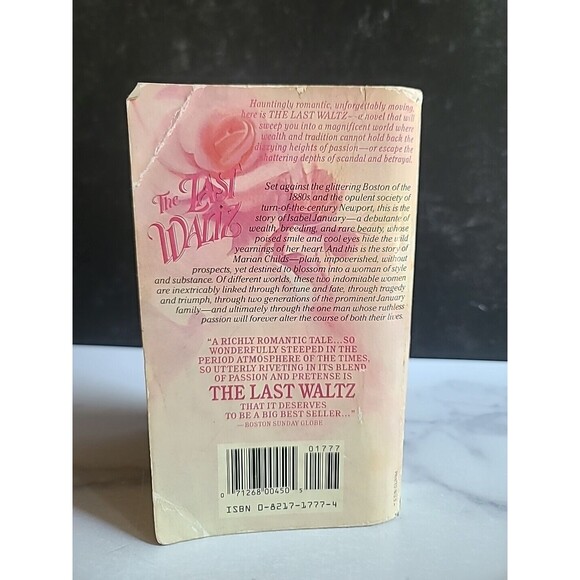 Hauntingly romantic, unforgettably moving,
here is THE LAST WALTZ—a novel that will
sweep you into a magnificent world where
wealth and tradition cannot hold back the
dizzying heights of passion—or escape the
shattering depths of scandal and betrayal.
The LAST
WALTZ
Set against the glittering Boston of the
1880s and the opulent society of
turn-of-the-century Newport, this is the
story of Isabel January—a debutante of
wealth, breeding, and rare beauty, whose
poised smile and cool eyes hide the wild
yearnings of her heart. And this is the story of
Marian Childs—plain, impoverished, without
prospects, yet destined to blossom into a woman of style
and substance. Of different worlds, these two indomitable women
are inextricably linked through fortune and fate, through tragedy
and triumph, through two generations of the prominent January
family—and ultimately through the one man whose ruthless
passion will forever alter the course of both their lives.
"A RICHLY ROMANTIC TALE...SO
WONDERFULLY STEEPED IN THE
PERIOD ATMOSPHERE OF THE TIMES,
SO UTTERLY RIVETING IN ITS BLEND
OF PASSION AND PRETENSE IS
THE LAST WALTZ
THAT IT DESERVES
TO BE A BIG BEST SELLER..."
—BOSTON SUNDAY GLOBE
01777
0 71268 00450 5
ISBN 0-8217-1777-4